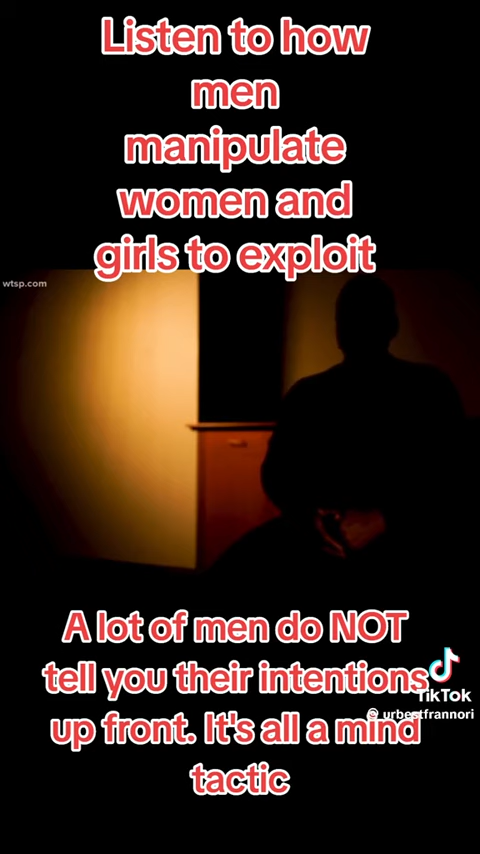 Listen to how
men
manipulate
women and
girls to exploit
wtsp.com
A lot of men do NOT
tell you their intentions
up front. It's all a mind
tactic
TikTok
@urbestfrannori